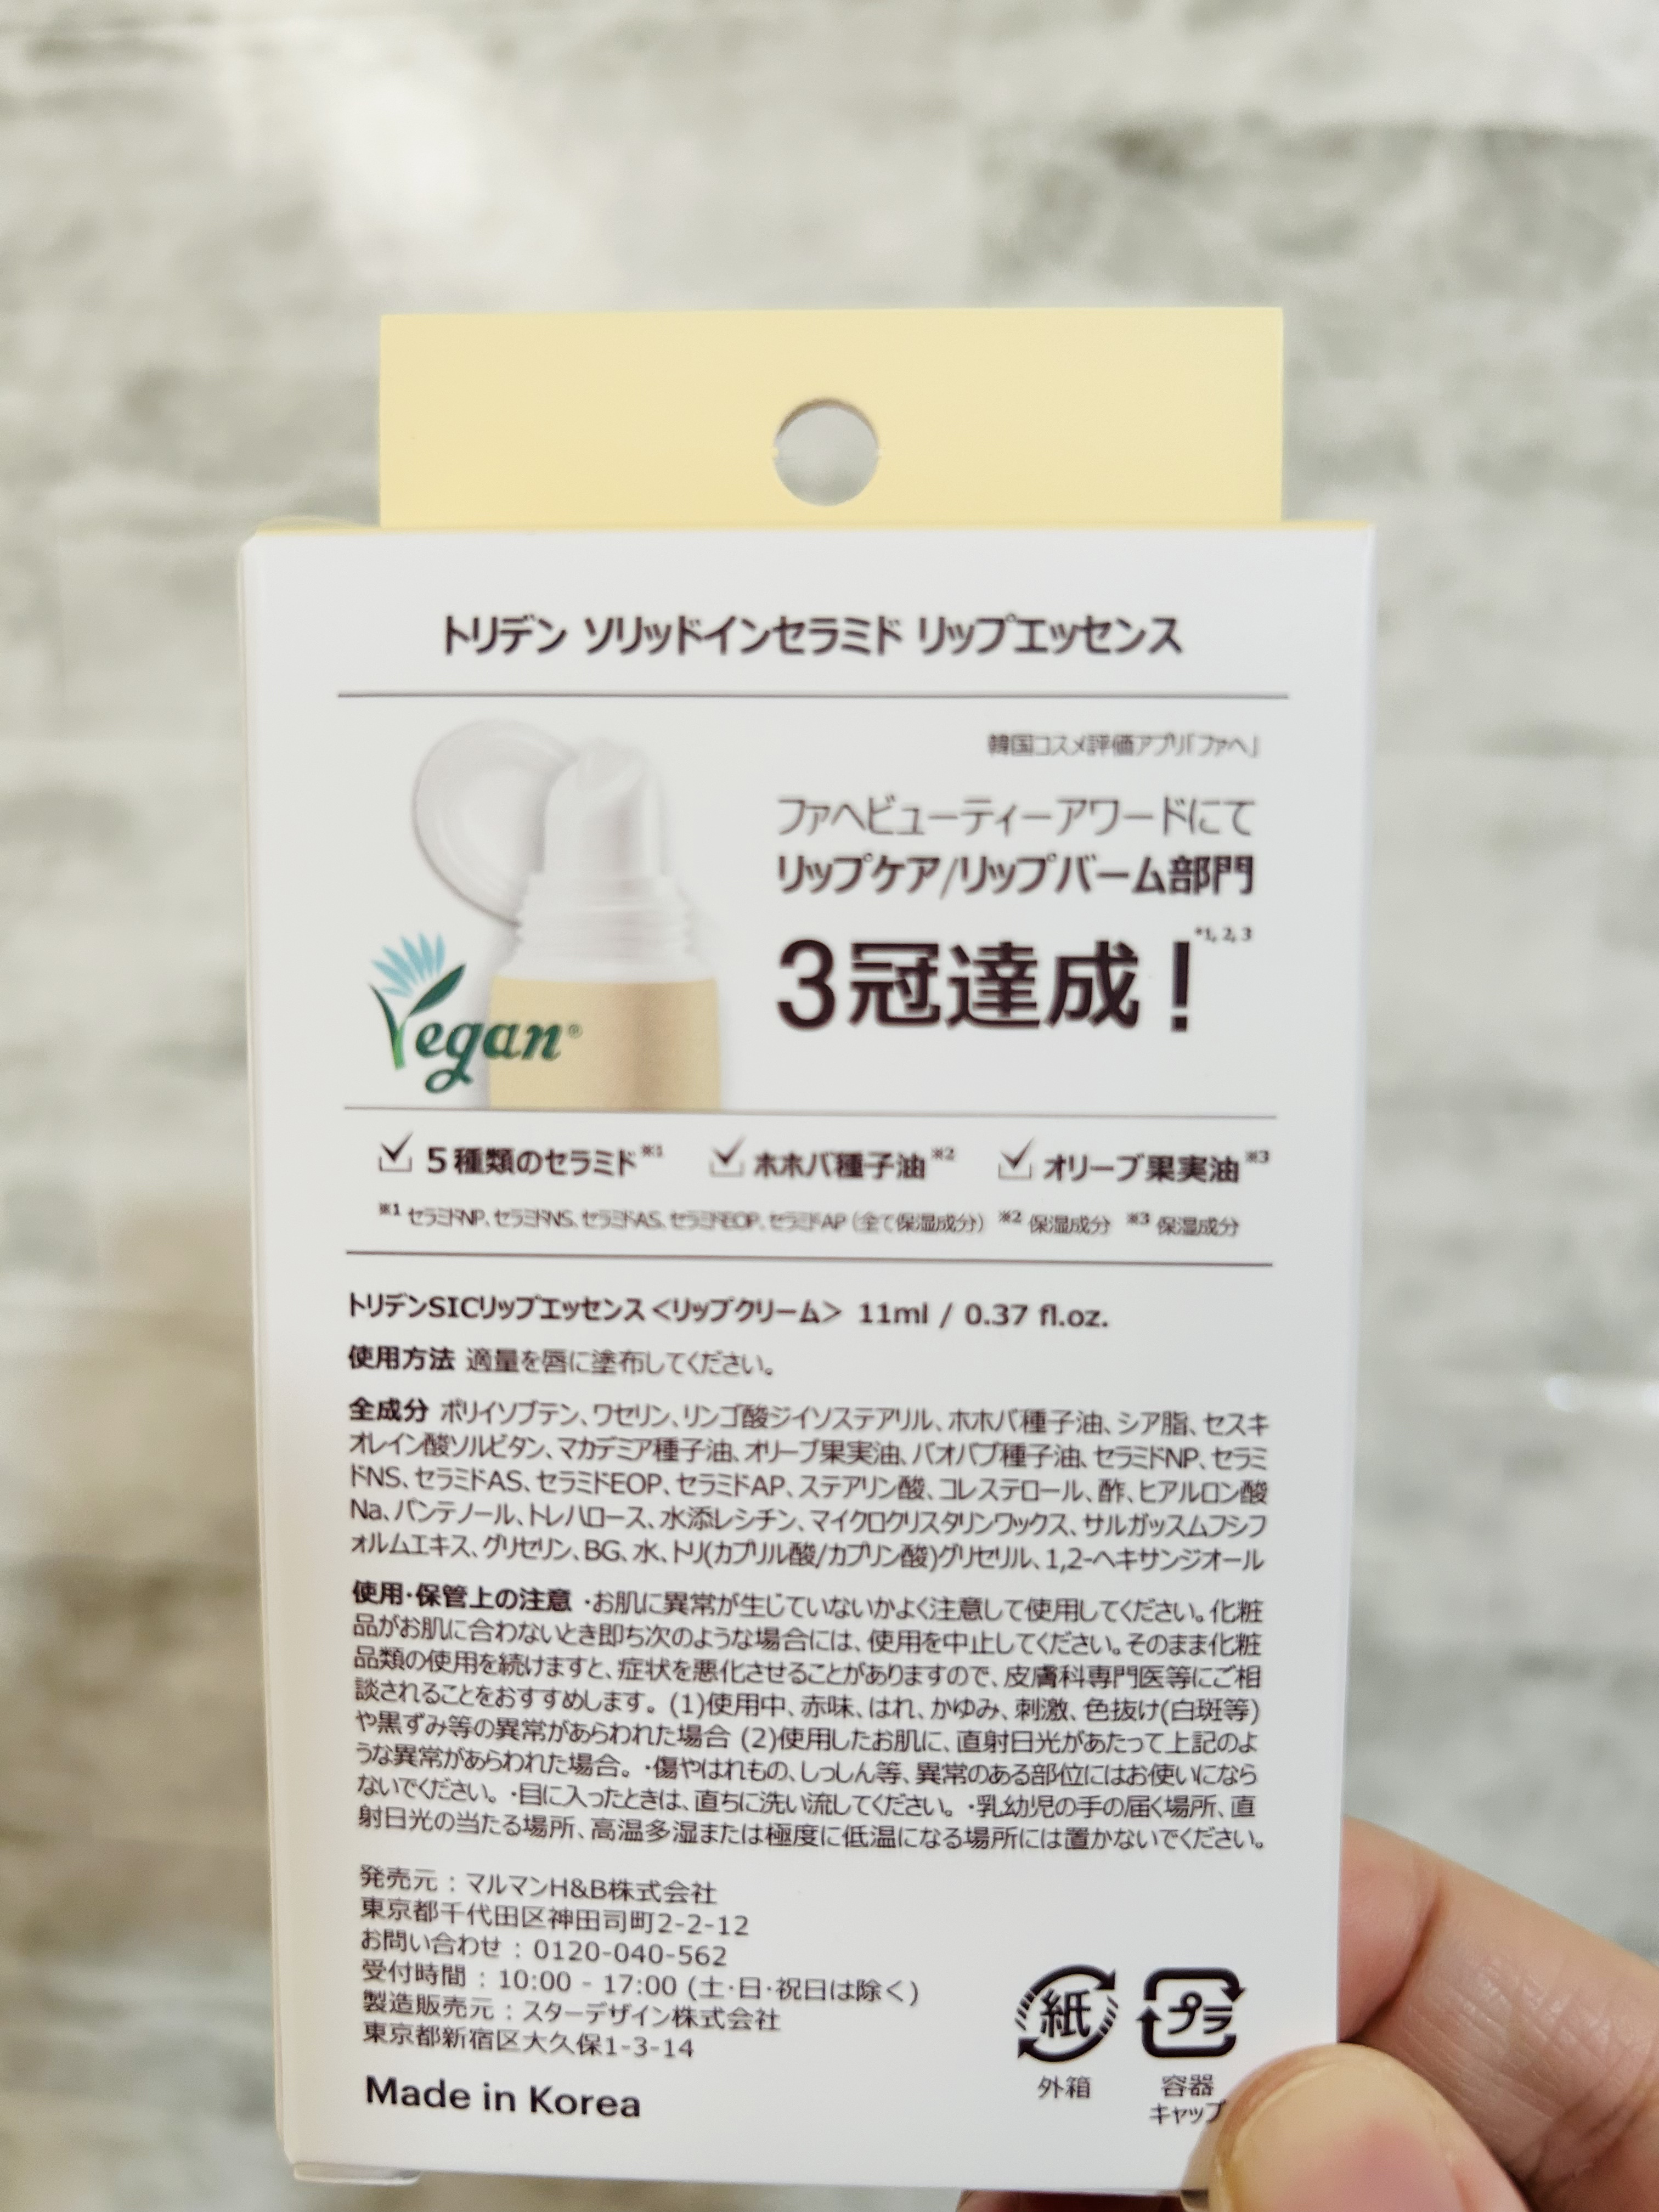 トリデン ソリッドインセラミド リップエッセンス
韓国コスメ評価アプリ「ファヘ」
ファヘビューティーアワードにて
リップケア/リップバーム部門
3冠達成！*1, 2, 3
Vegan®
5種類のセラミド※1 ホホバ種子油※2 オリーブ果実油※3
※1 セラミドNP、セラミドNS、セラミドAS、セラミドEOP、セラミドAP（全て保湿成分） ※2 保湿成分 ※3 保湿成分
トリデンSICリップエッセンス＜リップクリーム＞ 11ml / 0.37 fl.oz.
使用方法 適量を唇に塗布してください。
全成分 ポリイソブテン、ワセリン、リンゴ酸ジイソステアリル、ホホバ種子油、シア脂、セスキ
オレイン酸ソルビタン、マカデミア種子油、オリーブ果実油、バオバブ種子油、セラミドNP、セラミ
ドNS、セラミドAS、セラミドEOP、セラミドAP、ステアリン酸、コレステロール、酢、ヒアルロン酸
Na、パンテノール、トレハロース、水添レシチン、マイクロクリスタリンワックス、サルガッスムフシフ
ォルムエキス、グリセリン、BG、水、トリ(カプリル酸/カプリン酸)グリセリル、1,2-ヘキサンジオール
使用・保管上の注意 ・お肌に異常が生じていないかよく注意して使用してください。化粧
品がお肌に合わないとき即ち次のような場合には、使用を中止してください。そのまま化粧
品類の使用を続けますと、症状を悪化させることがありますので、皮膚科専門医等にご相
談されることをおすすめします。 (1)使用中、赤味、はれ、かゆみ、刺激、色抜け(白斑等)
や黒ずみ等の異常があらわれた場合 (2)使用したお肌に、直射日光があたって上記のよ
うな異常があらわれた場合。 ・傷やはれもの、しっしん等、異常のある部位にはお使いになら
ないでください。 ・目に入ったときは、直ちに洗い流してください。 ・乳幼児の手の届く場所、直
射日光の当たる場所、高温多湿または極度に低温になる場所には置かないでください。
発売元：マルマンH&B株式会社
東京都千代田区神田司町2-2-12
お問い合わせ：0120-040-562
受付時間：10:00 - 17:00 (土・日・祝日は除く)
製造販売元：スターデザイン株式会社
東京都新宿区大久保1-3-14
Made in Korea
紙 プラ
外箱 容器
キャップ